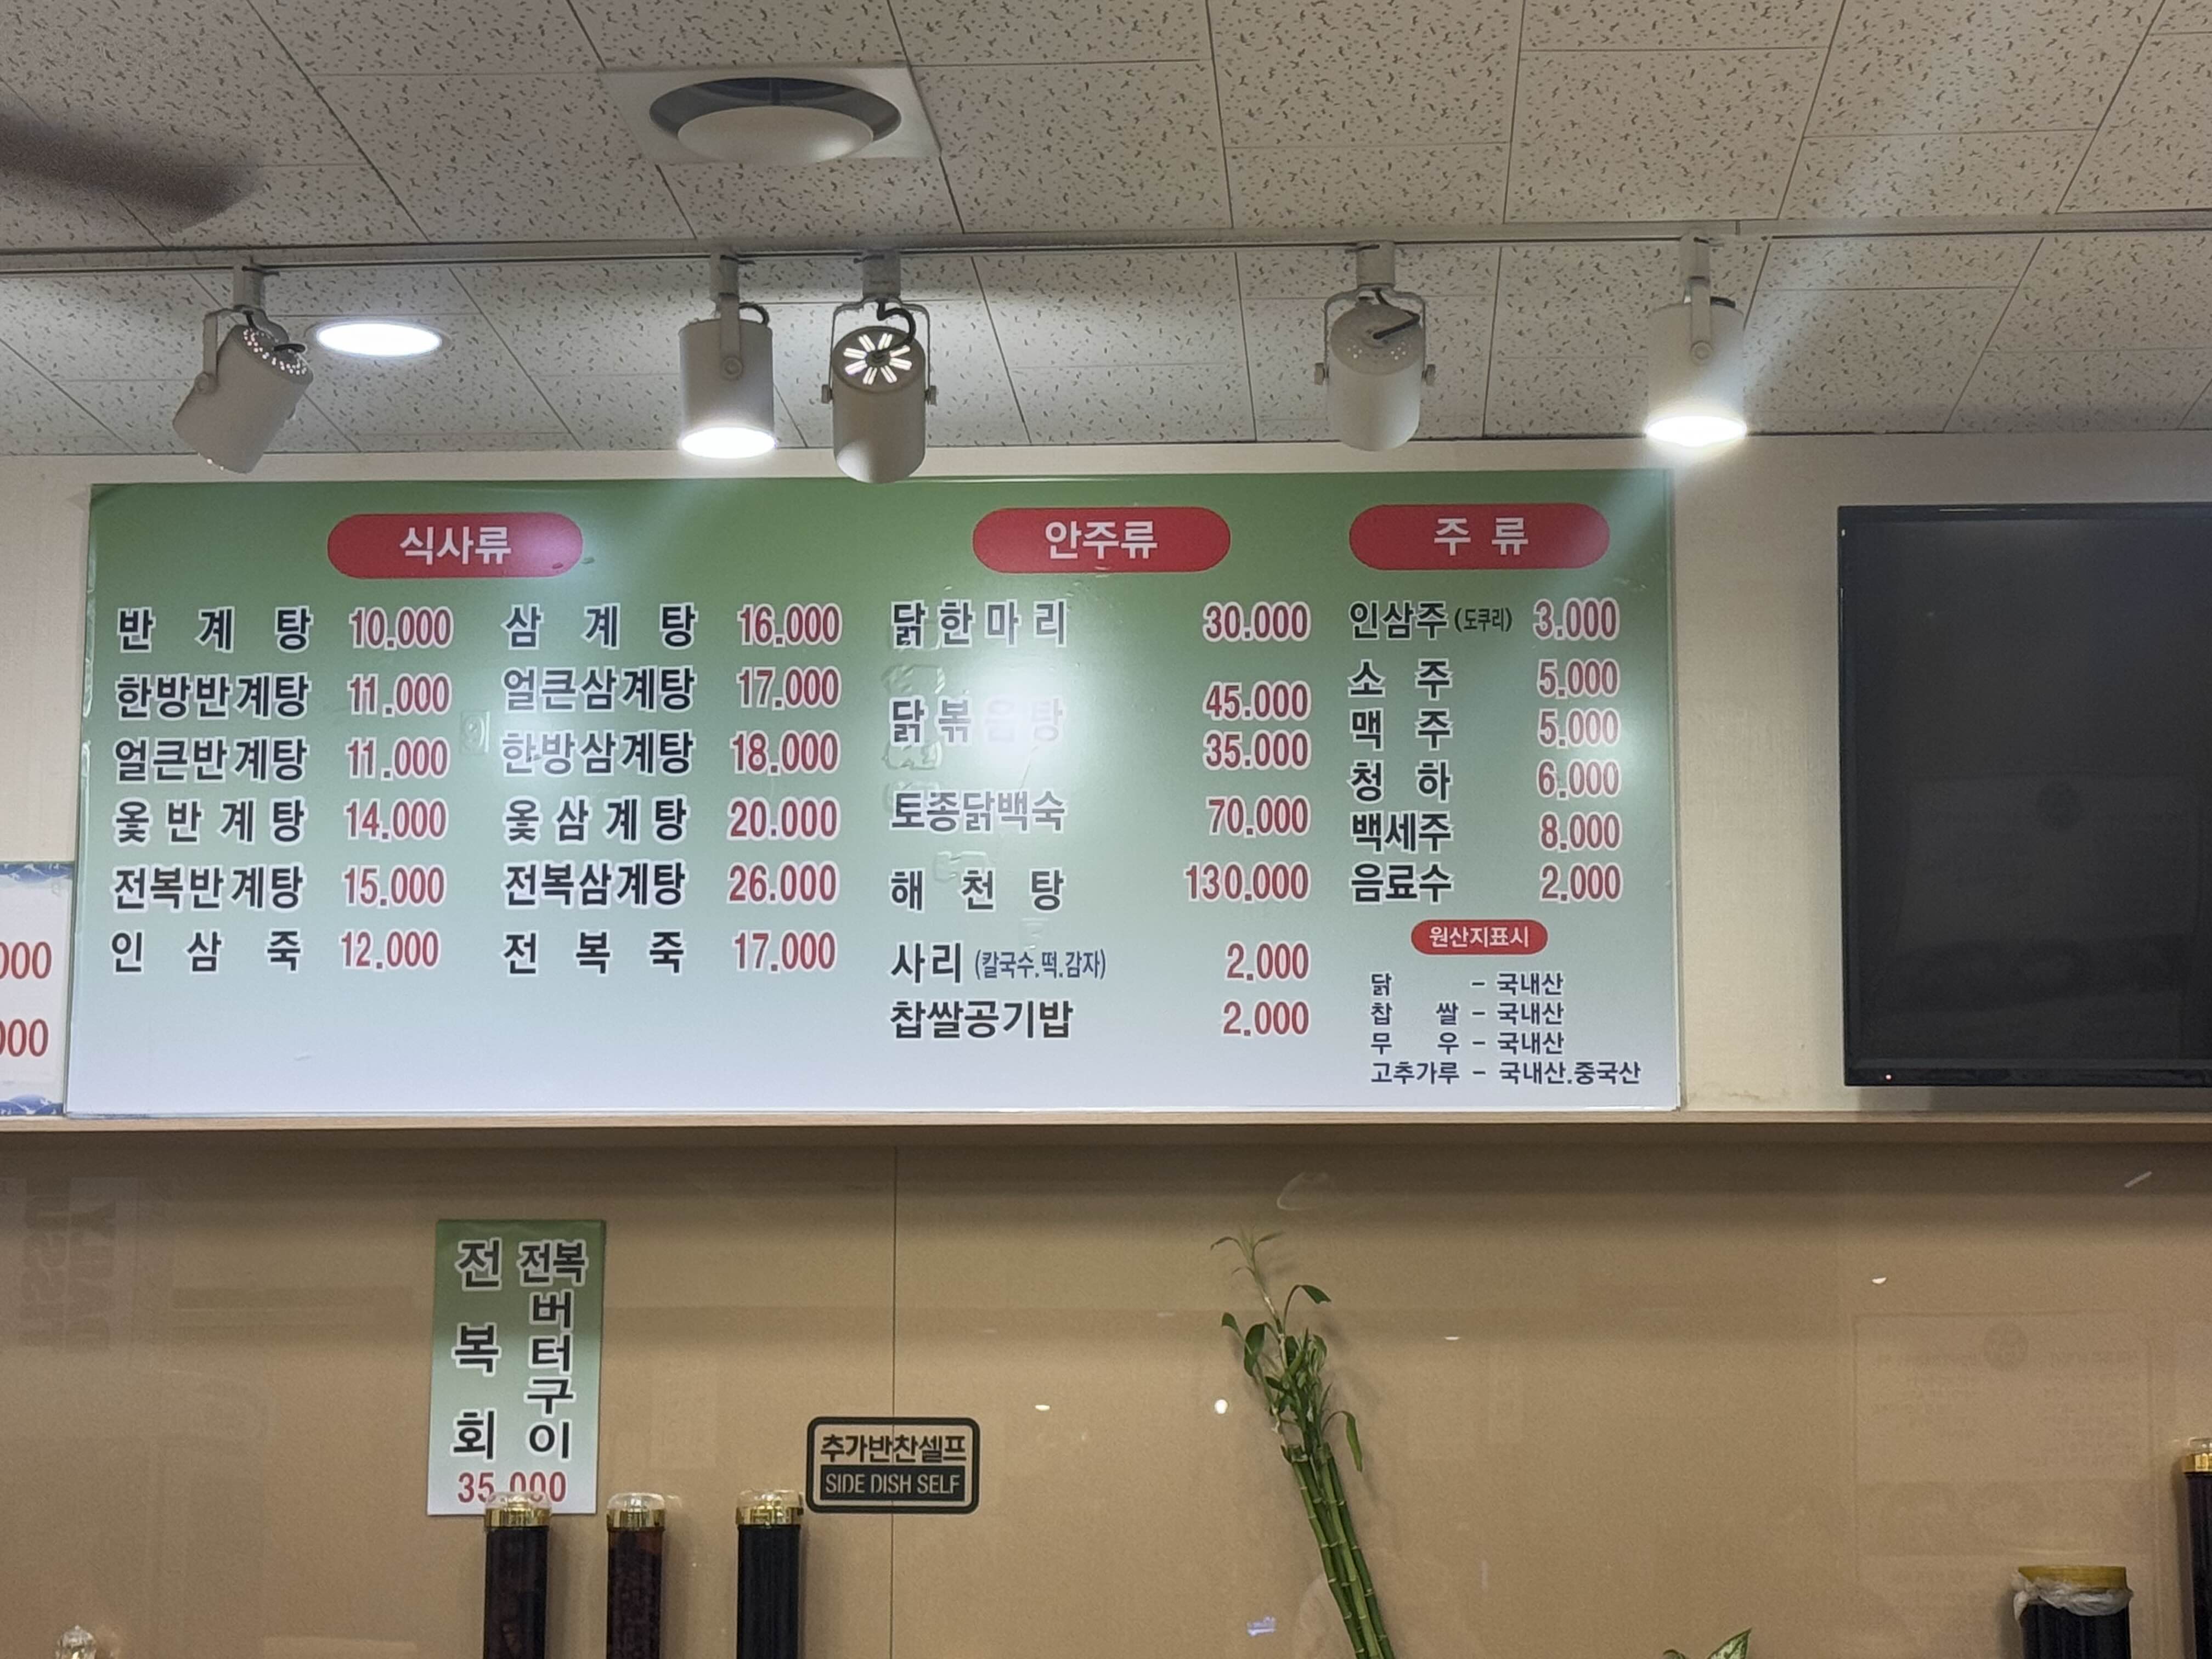 식사류
반계탕 10.000
한방반계탕 11.000
얼큰반계탕 11.000
옻반계탕 14.000
전복반계탕 15.000
인삼죽 12.000
삼계탕 16.000
얼큰삼계탕 17.000
한방삼계탕 18.000
옻삼계탕 20.000
전복삼계탕 26.000
전복죽 17.000
안주류
닭한마리 30.000
닭볶음탕 45.000
35.000
토종닭백숙 70.000
해천탕 130.000
사리 (칼국수.떡.감자) 2.000
찹쌀공기밥 2.000
주류
인삼주 (도쿠리) 3.000
소주 5.000
맥주 5.000
청하 6.000
백세주 8.000
음료수 2.000
원산지표시
닭 - 국내산
찹쌀 - 국내산
무우 - 국내산
고추가루 - 국내산.중국산
000
000
전복회
전복버터구이
35.000
추가반찬셀프
SIDE DISH SELF